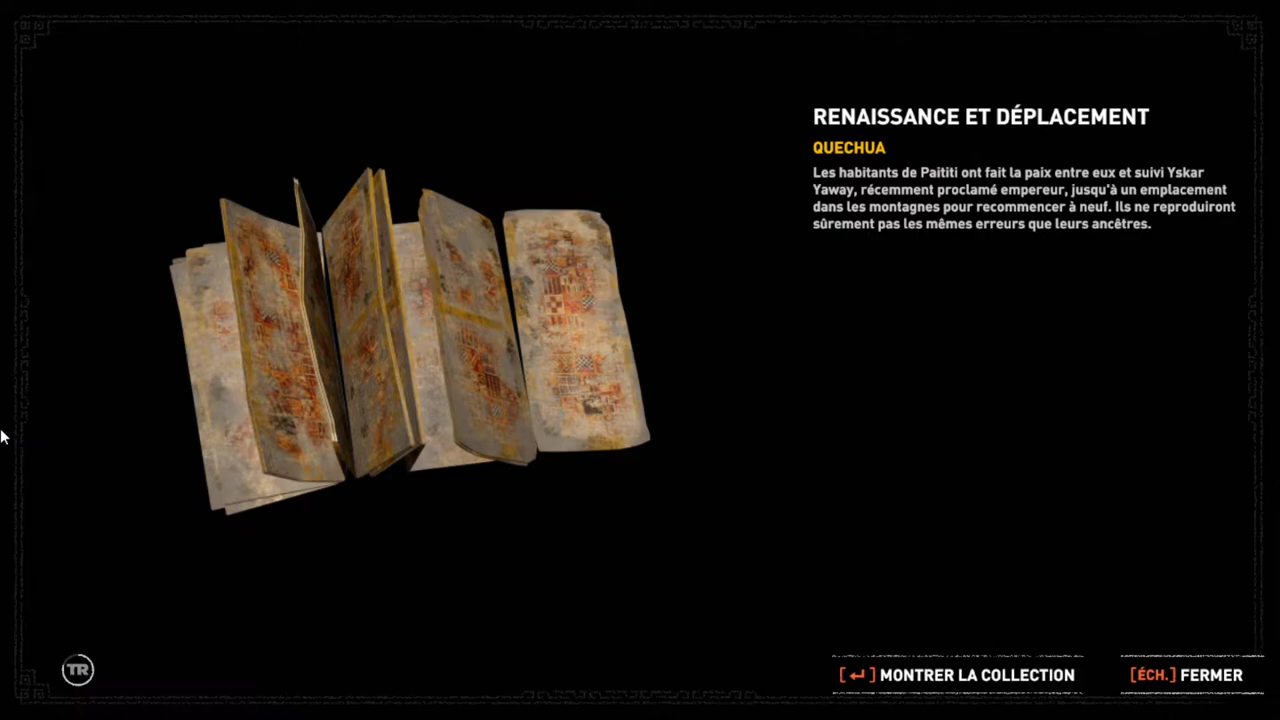 RENAISSANCE ET DÉPLACEMENT
QUECHUA
Les habitants de Paititi ont fait la paix entre eux et suivi Yskar
Yaway, récemment proclamé empereur, jusqu'à un emplacement
dans les montagnes pour recommencer à neuf. Ils ne reproduiront
sûrement pas les mêmes erreurs que leurs ancêtres.
TR
[↵] MONTRER LA COLLECTION
[ÉCH.] FERMER